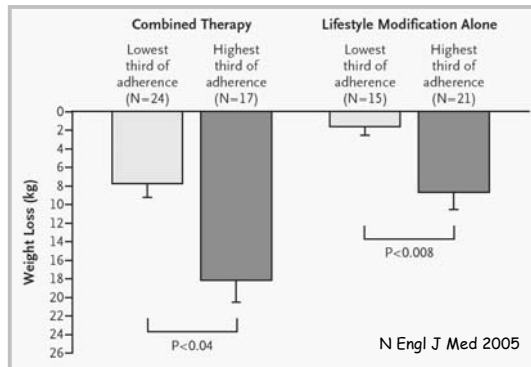 Combined Therapy
Lifestyle Modification Alone
Lowest
third of
adherence
(N=24)
Highest
third of
adherence
(N=17)
Lowest
third of
adherence
(N=15)
Highest
third of
adherence
(N=21)
Weight Loss (kg)
0
2
4
6
8
10
12
14
16
18
20
22
24
26
P<0.04
P<0.008
N Engl J Med 2005